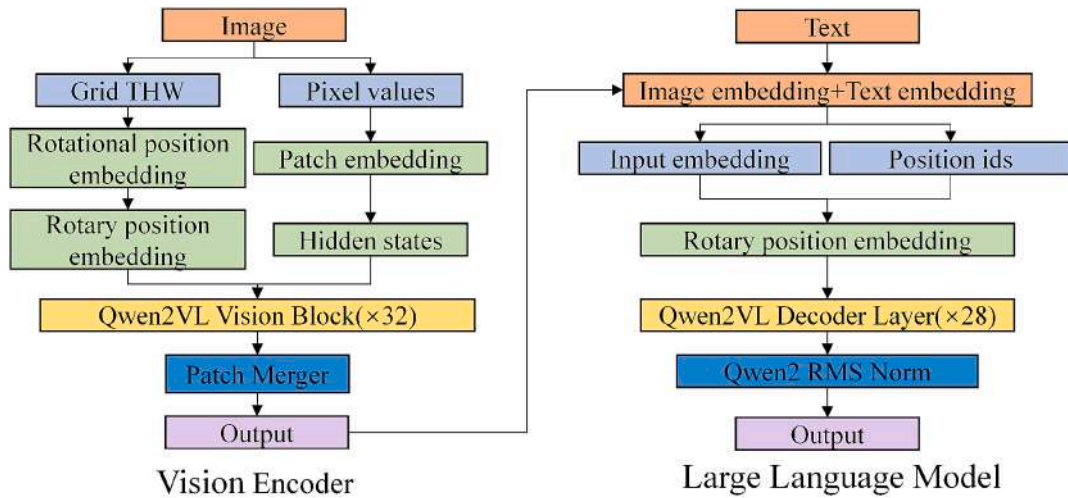 Image
Grid THW
Pixel values
Rotational position
embedding
Patch embedding
Rotary position
embedding
Hidden states
Qwen2VL Vision Block(×32)
Patch Merger
Output
Vision Encoder
Text
Image embedding+Text embedding
Input embedding
Position ids
Rotary position embedding
Qwen2VL Decoder Layer(×28)
Qwen2 RMS Norm
Output
Large Language Model